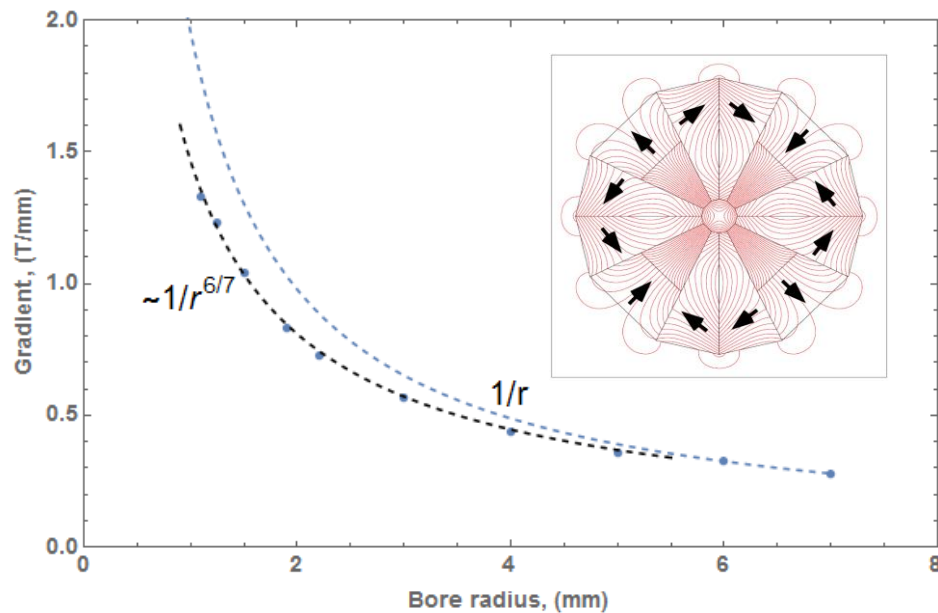 2.0
1.5
1.0
0.5
0.0
Gradient, (T/mm)
~1/r^{6/7}
1/r
0
2
4
6
8
Bore radius, (mm)